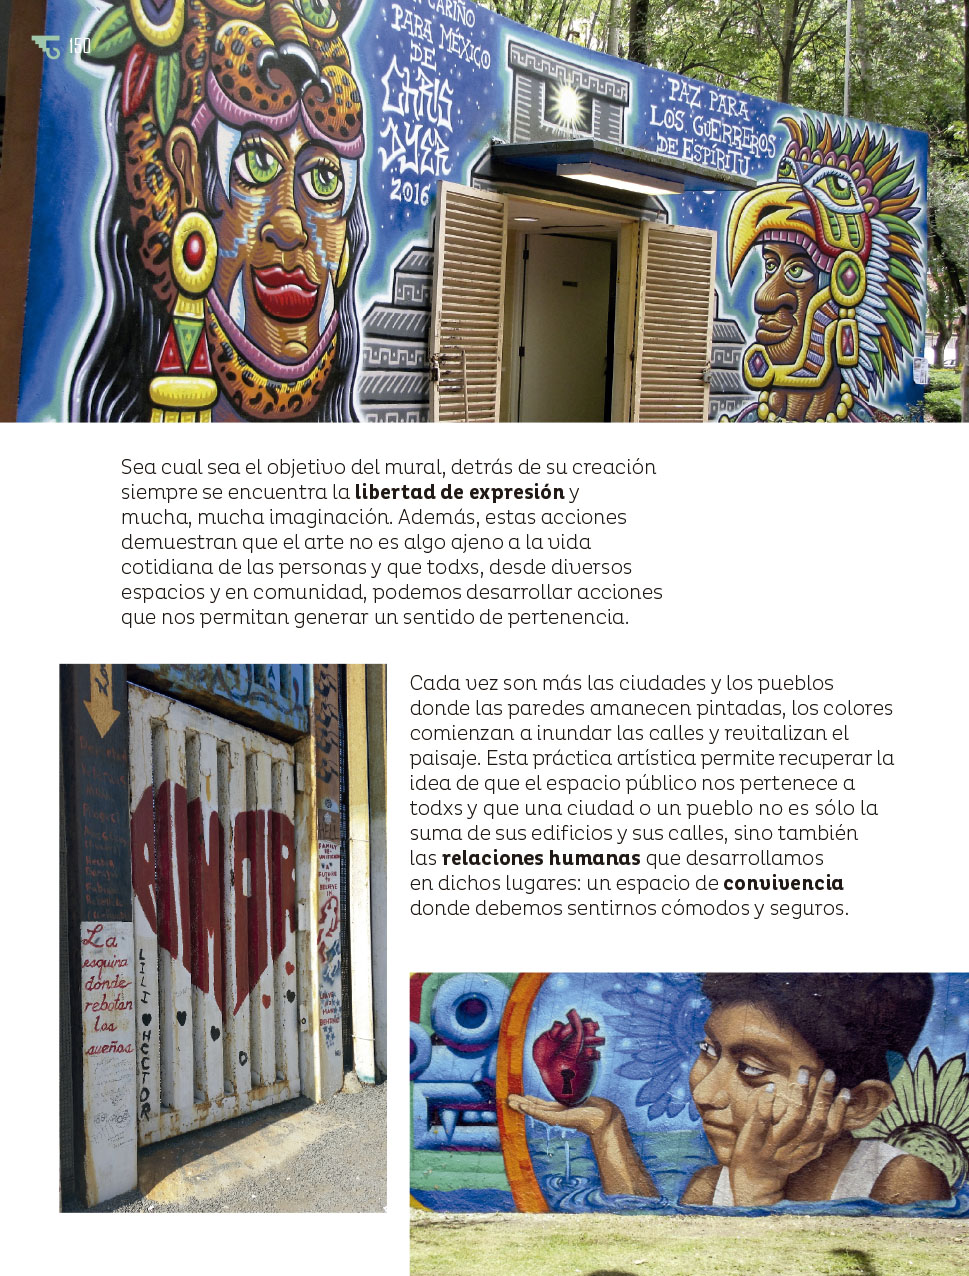 150
CARIÑO
PARA MÉXICO
DE
CHRIS
DYER
2016
PAZ PARA
LOS GUERREROS
DE ESPÍRITU
Sea cual sea el objetivo del mural, detrás de su creación
siempre se encuentra la libertad de expresión y
mucha, mucha imaginación. Además, estas acciones
demuestran que el arte no es algo ajeno a la vida
cotidiana de las personas y que todxs, desde diversos
espacios y en comunidad, podemos desarrollar acciones
que nos permitan generar un sentido de pertenencia.
AMOR
La
esquina
donde
rebotan
los
sueños
LILI HECTOR
FAMILY
FUTURE
TO
BELIEVE
IN
Cada vez son más las ciudades y los pueblos
donde las paredes amanecen pintadas, los colores
comienzan a inundar las calles y revitalizan el
paisaje. Esta práctica artística permite recuperar la
idea de que el espacio público nos pertenece a
todxs y que una ciudad o un pueblo no es sólo la
suma de sus edificios y sus calles, sino también
las relaciones humanas que desarrollamos
en dichos lugares: un espacio de convivencia
donde debemos sentirnos cómodos y seguros.